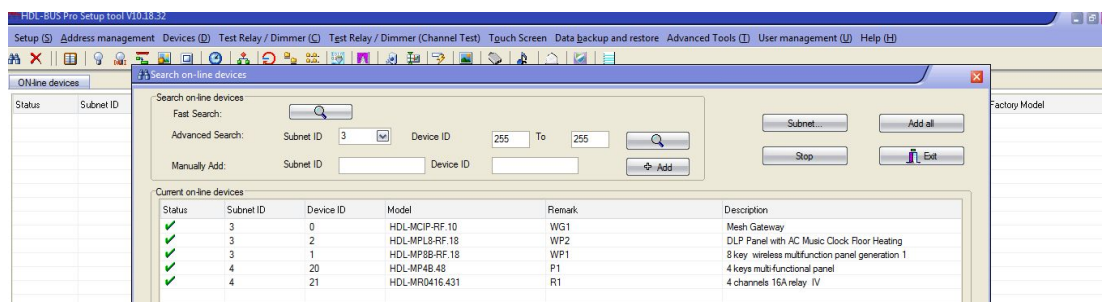 HDL-BUS Pro Setup tool V10.18.32
Setup (S) Address management Devices (D) Test Relay / Dimmer (C) Test Relay / Dimmer (Channel Test) Touch Screen Data backup and restore Advanced Tools (T) User management (U) Help (H)
ON-line devices
Search on-line devices
Status Subnet ID Factory Model
Search on-line devices
Fast Search:
Advanced Search: Subnet ID 3 Device ID 255 To 255
Manually Add: Subnet ID Device ID Add
Subnet... Add all
Stop Exit
Current on-line devices
Status Subnet ID Device ID Model Remark Description
3 0 HDL-MCIP-RF.10 WG1 Mesh Gateway
3 2 HDL-MPL8-RF.18 WP2 DLP Panel with AC Music Clock Floor Heating
3 1 HDL-MP8B-RF.18 WP1 8 key wireless multifunction panel generation 1
4 20 HDL-MP4B.48 P1 4 keys multi-functional panel
4 21 HDL-MR0416.431 R1 4 channels 16A relay IV